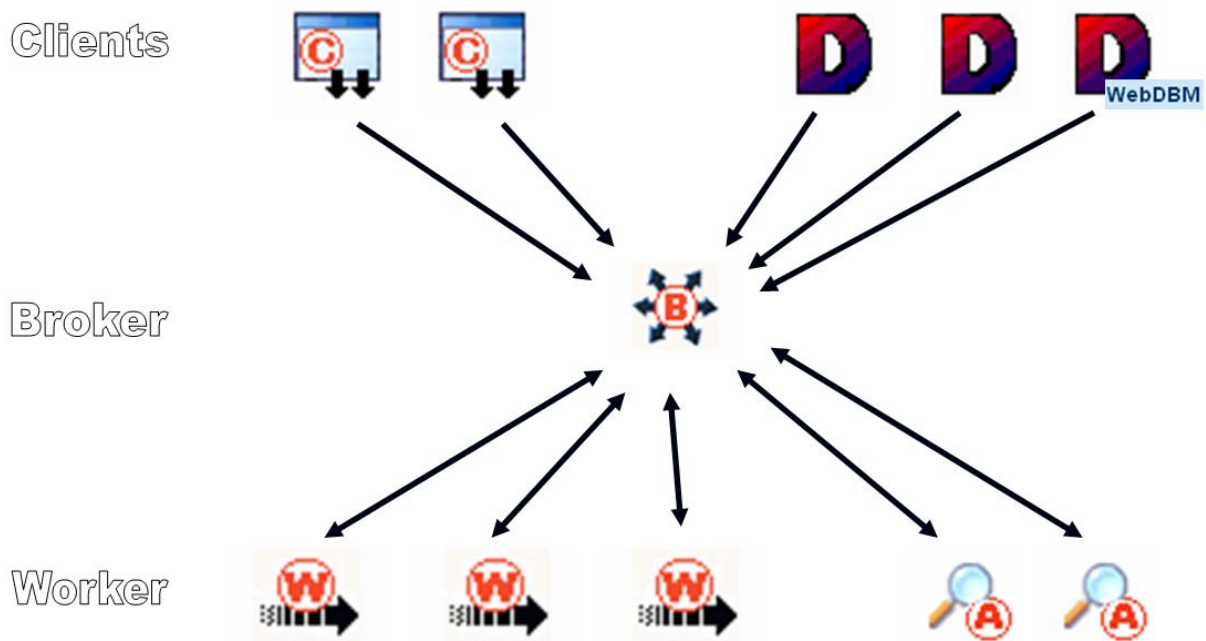 Clients
C C D D D
WebDBM
Broker
B
Worker
W W W A A